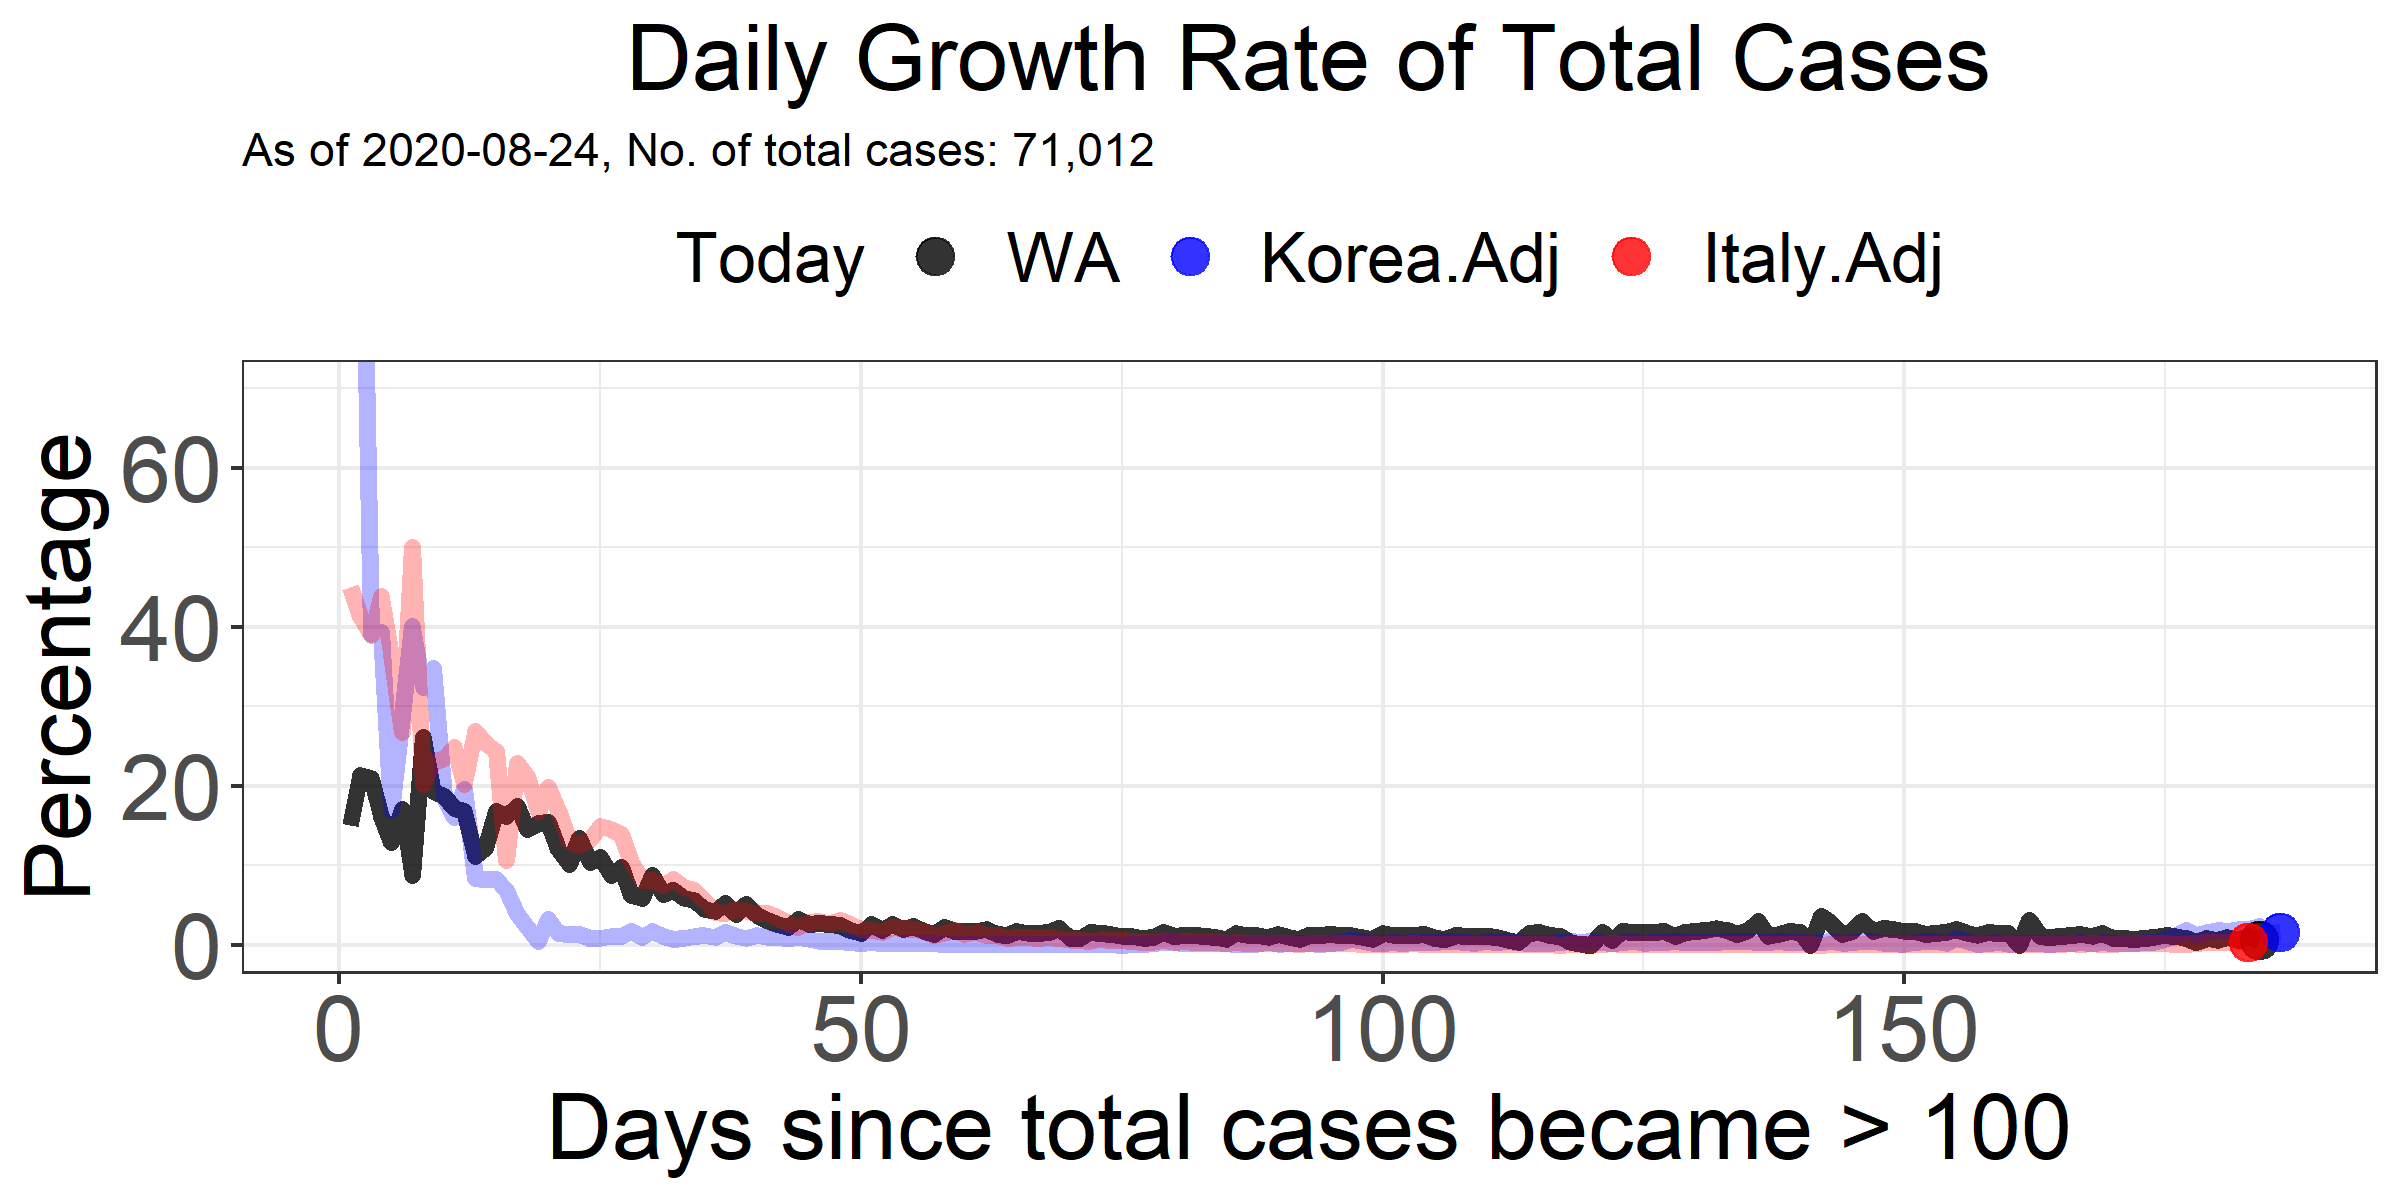 Daily Growth Rate of Total Cases
As of 2020-08-24, No. of total cases: 71,012
Today WA Korea.Adj Italy.Adj
Percentage
60
40
20
0
0 50 100 150
Days since total cases became > 100